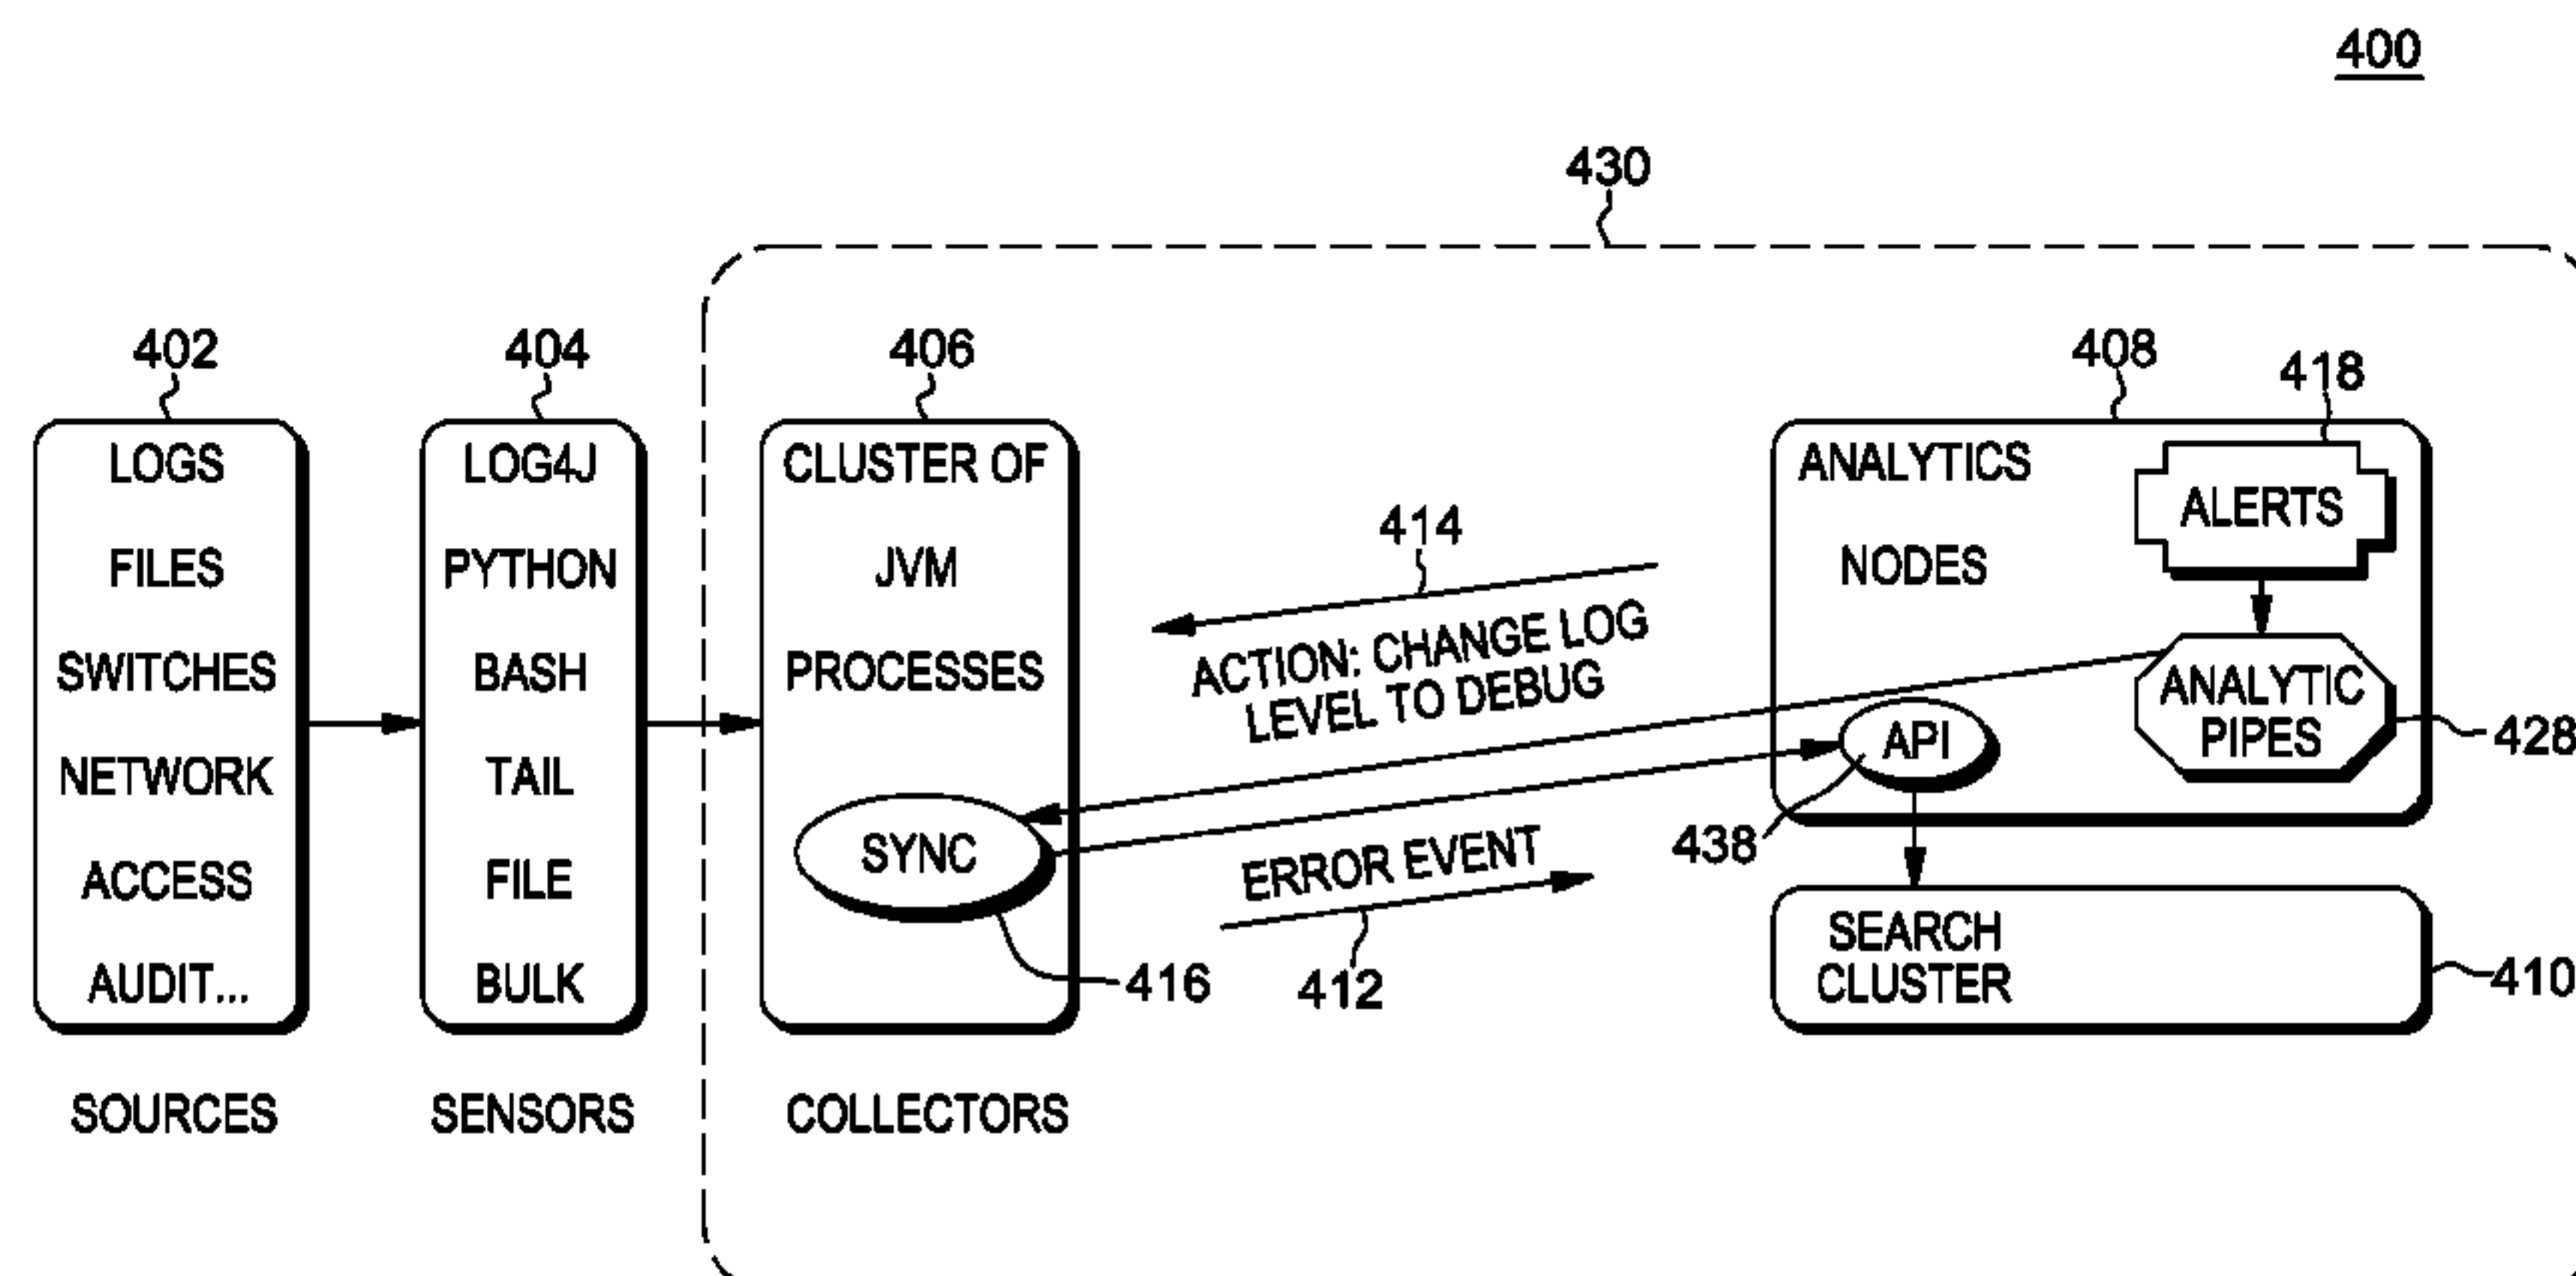 400
430
402
LOGS
FILES
SWITCHES
NETWORK
ACCESS
AUDIT...
SOURCES
404
LOG4J
PYTHON
BASH
TAIL
FILE
BULK
SENSORS
406
CLUSTER OF
JVM
PROCESSES
SYNC
416
COLLECTORS
414
ACTION: CHANGE LOG
LEVEL TO DEBUG
ERROR EVENT
412
408
ANALYTICS
NODES
418
ALERTS
ANALYTIC
PIPES
428
API
438
SEARCH
CLUSTER
410